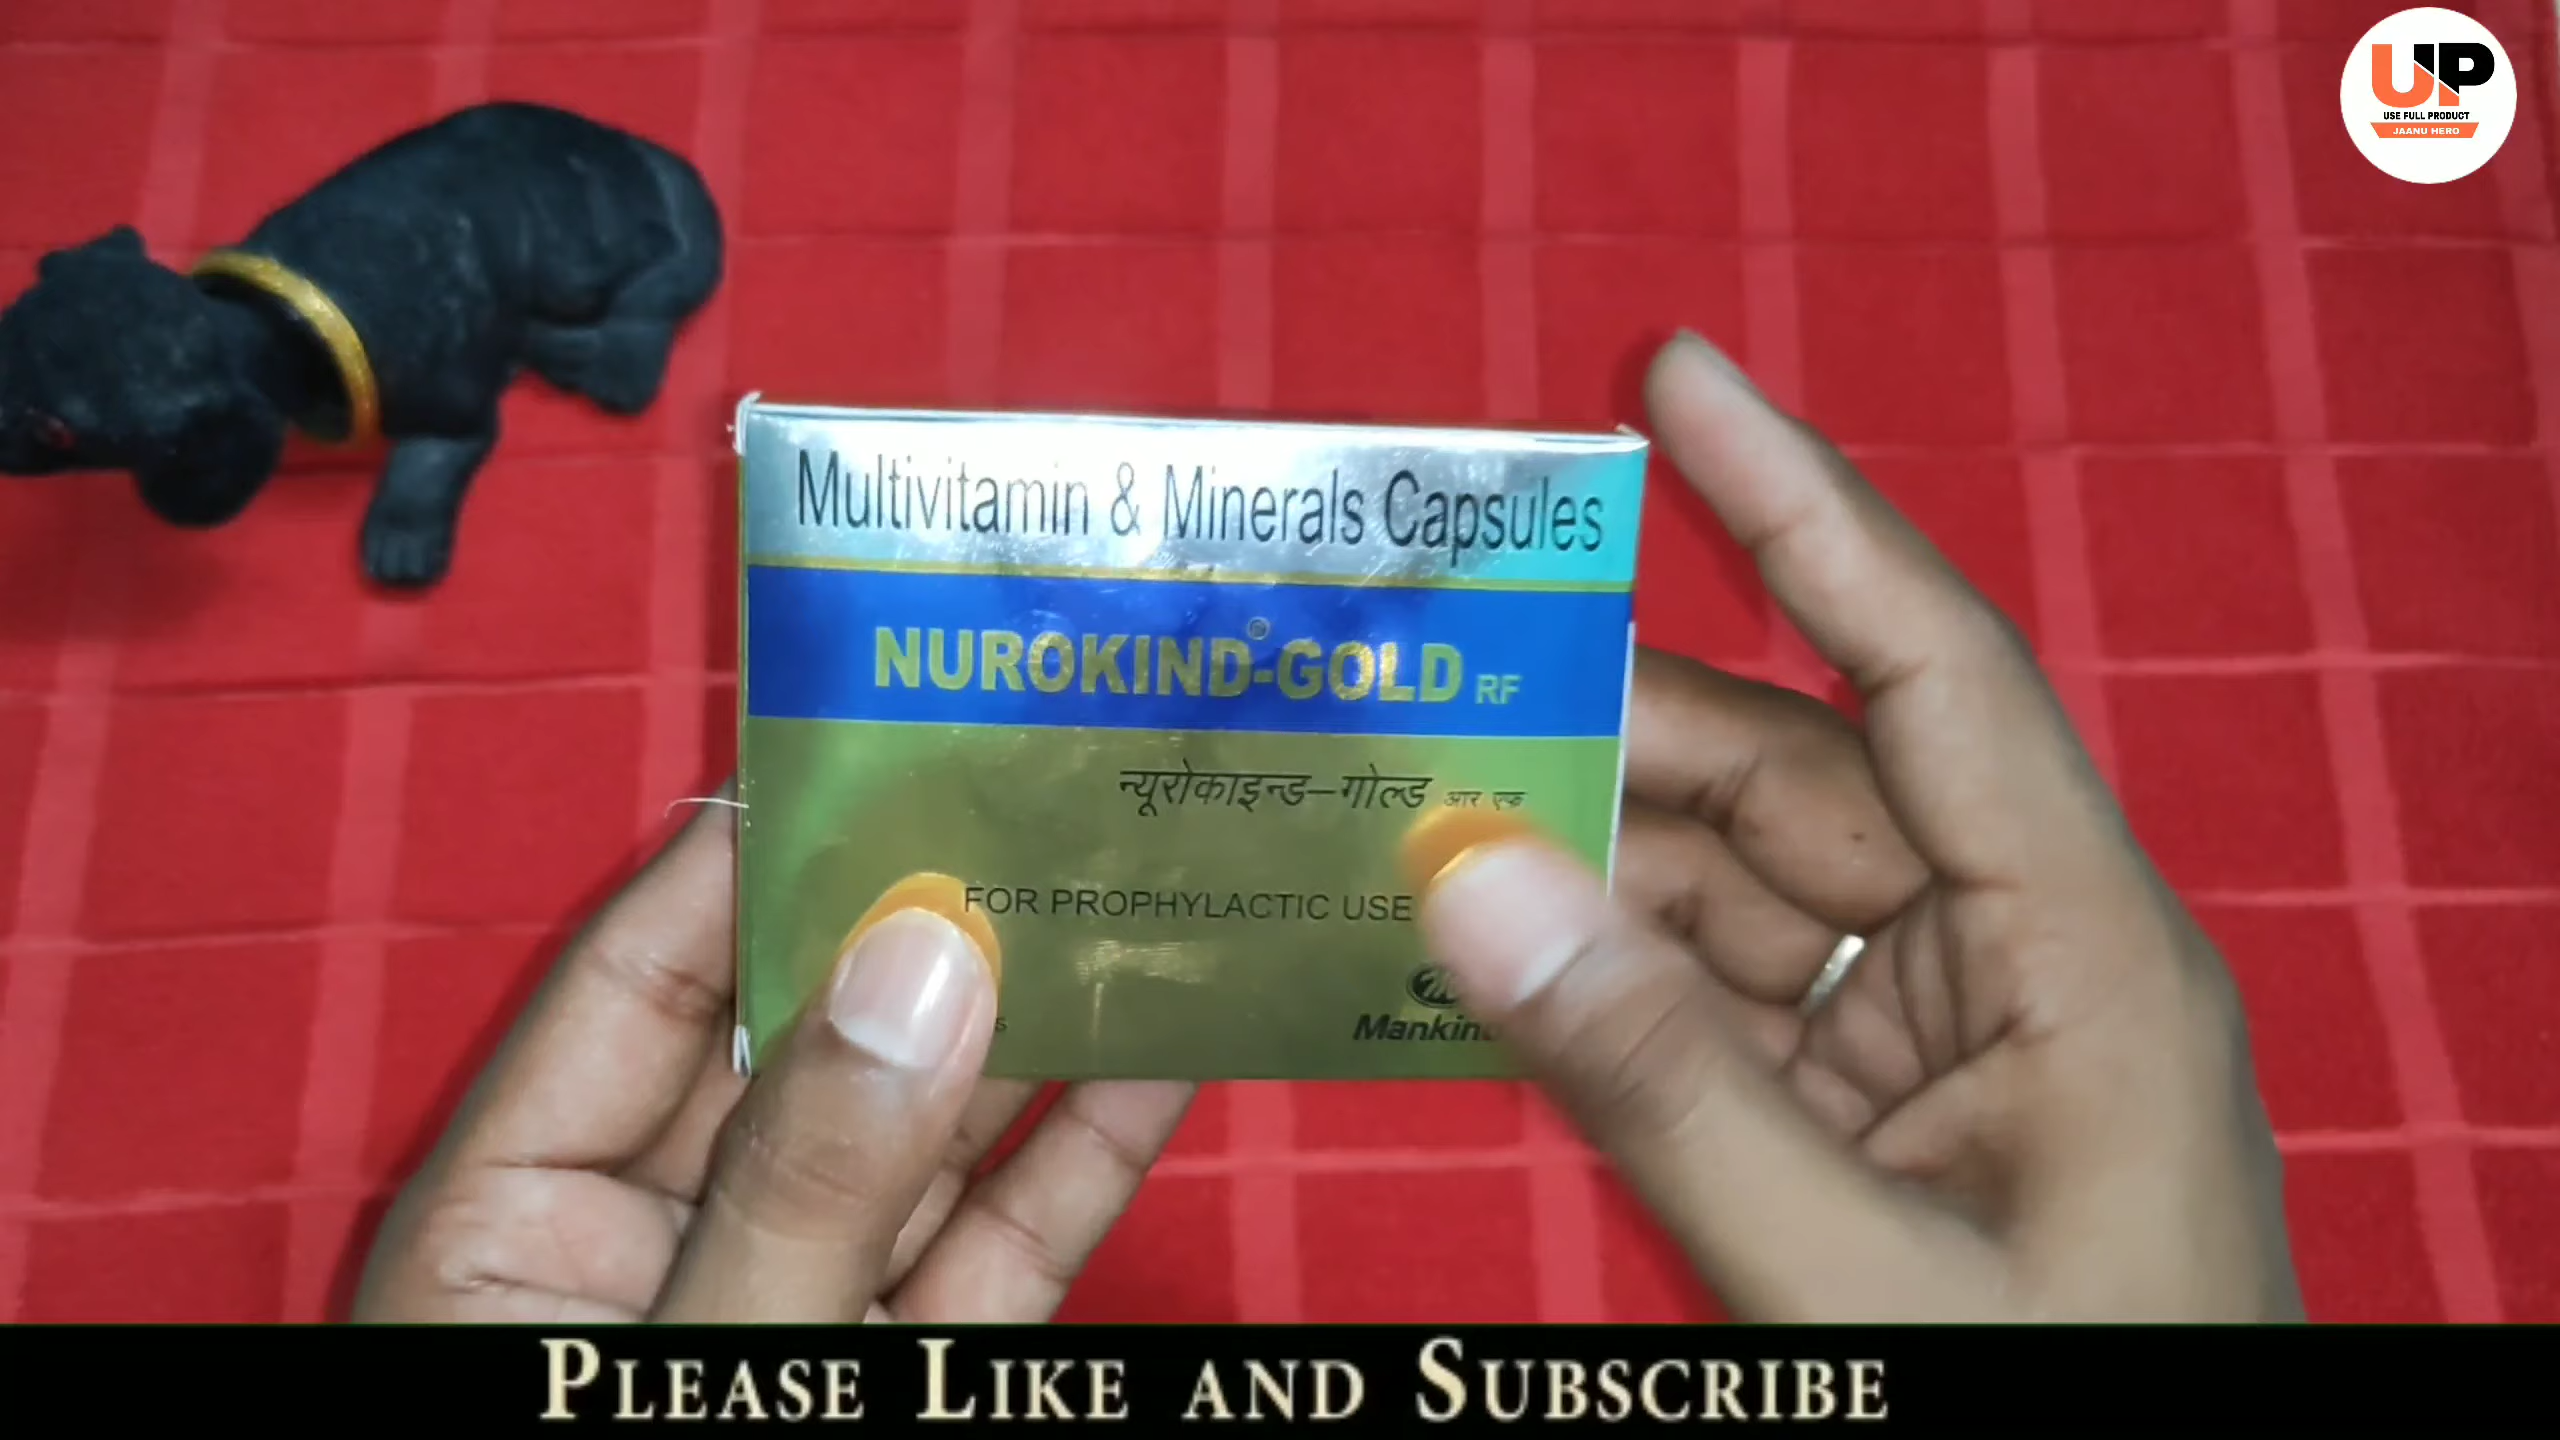 UP
USE FULL PRODUCT
JAANU HERO
Multivitamin & Minerals Capsules
NUROKIND-GOLD RF
®
न्यूरोकाइन्ड–गोल्ड आर एफ
FOR PROPHYLACTIC USE
PLEASE LIKE AND SUBSCRIBE